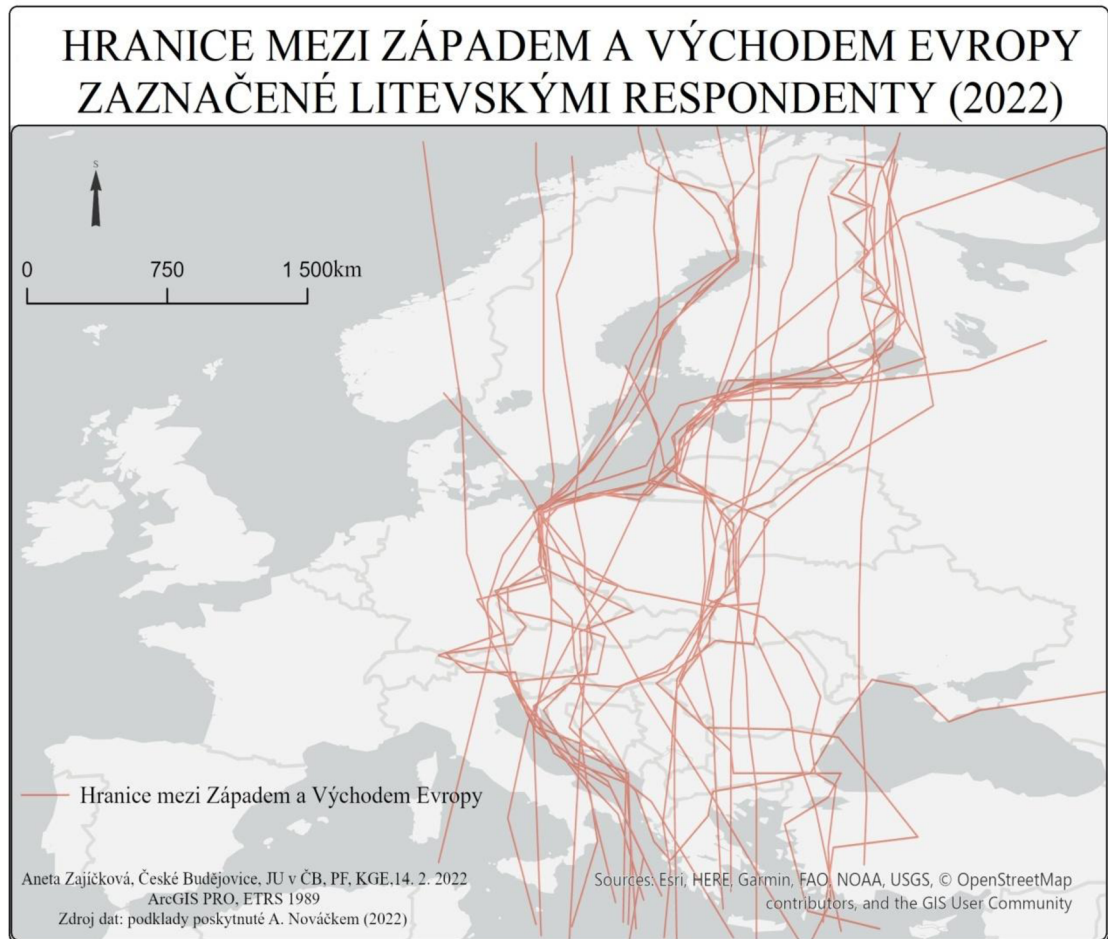 HRANICE MEZI ZÁPADEM A VÝCHODEM EVROPY
ZAZNAČENÉ LITEVSKÝMI RESPONDENTY (2022)
S
0 750 1 500km
Hranice mezi Západem a Východem Evropy
Aneta Zajíčková, České Budějovice, JU v ČB, PF, KGE,14. 2. 2022
ArcGIS PRO, ETRS 1989
Zdroj dat: podklady poskytnuté A. Nováčkem (2022)
Sources: Esri, HERE, Garmin, FAO, NOAA, USGS, © OpenStreetMap
contributors, and the GIS User Community